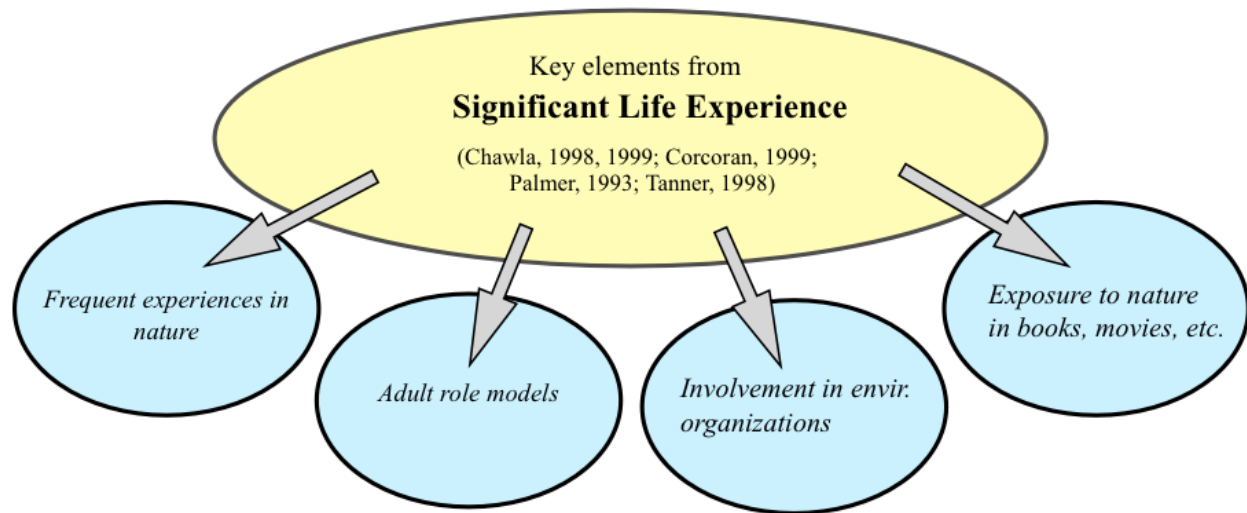 Key elements from
Significant Life Experience
(Chawla, 1998, 1999; Corcoran, 1999;
Palmer, 1993; Tanner, 1998)
Frequent experiences in
nature
Adult role models
Involvement in envir.
organizations
Exposure to nature
in books, movies, etc.